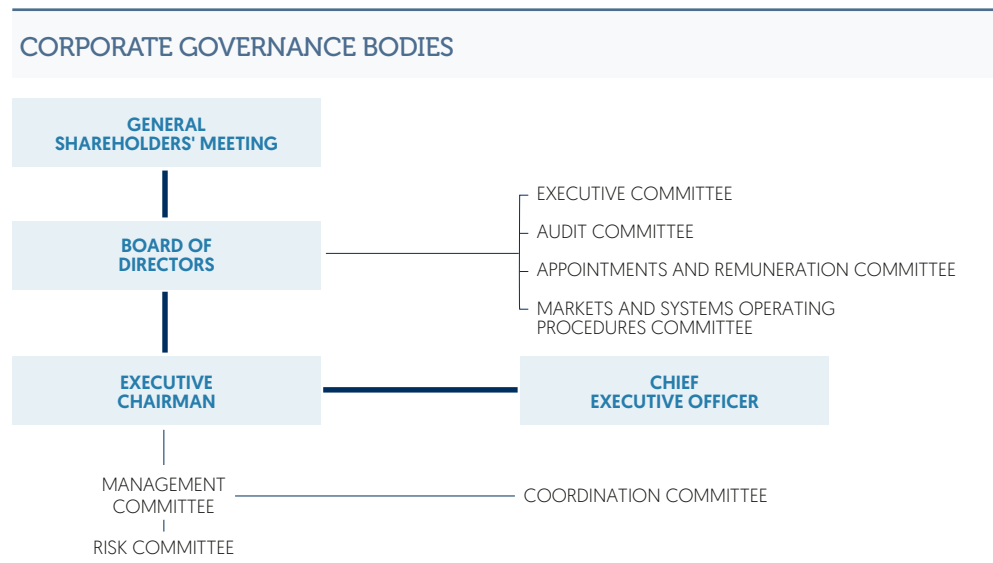 CORPORATE GOVERNANCE BODIES
GENERAL
SHAREHOLDERS' MEETING
BOARD OF
DIRECTORS
EXECUTIVE COMMITTEE
AUDIT COMMITTEE
APPOINTMENTS AND REMUNERATION COMMITTEE
MARKETS AND SYSTEMS OPERATING
PROCEDURES COMMITTEE
EXECUTIVE
CHAIRMAN
CHIEF
EXECUTIVE OFFICER
MANAGEMENT
COMMITTEE
COORDINATION COMMITTEE
RISK COMMITTEE